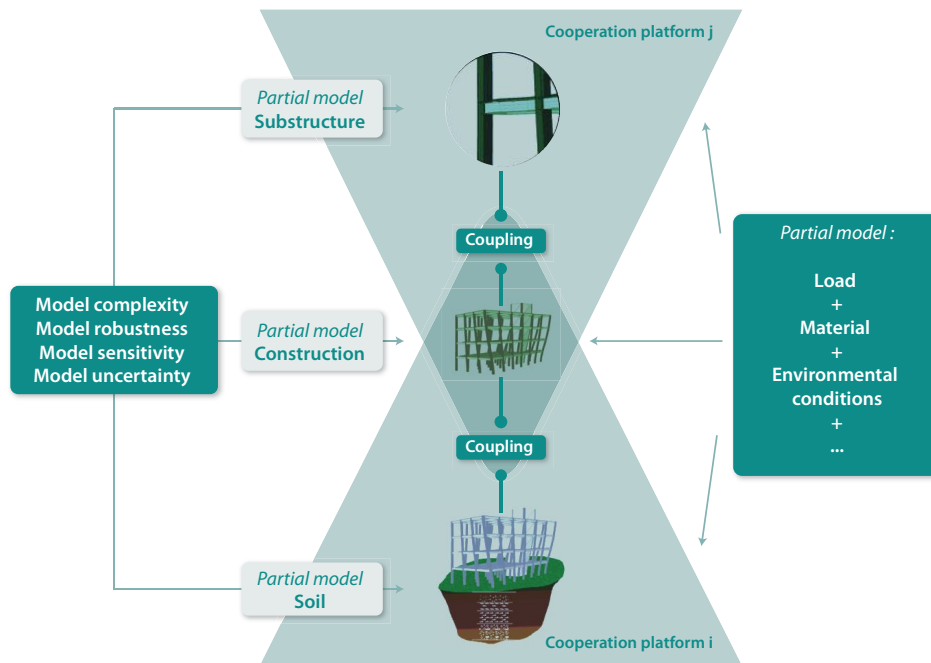 Cooperation platform j
Partial model
Substructure
Coupling
Model complexity
Model robustness
Model sensitivity
Model uncertainty
Partial model
Construction
Coupling
Partial model
Soil
Cooperation platform i
Partial model :
Load
+
Material
+
Environmental
conditions
+
...